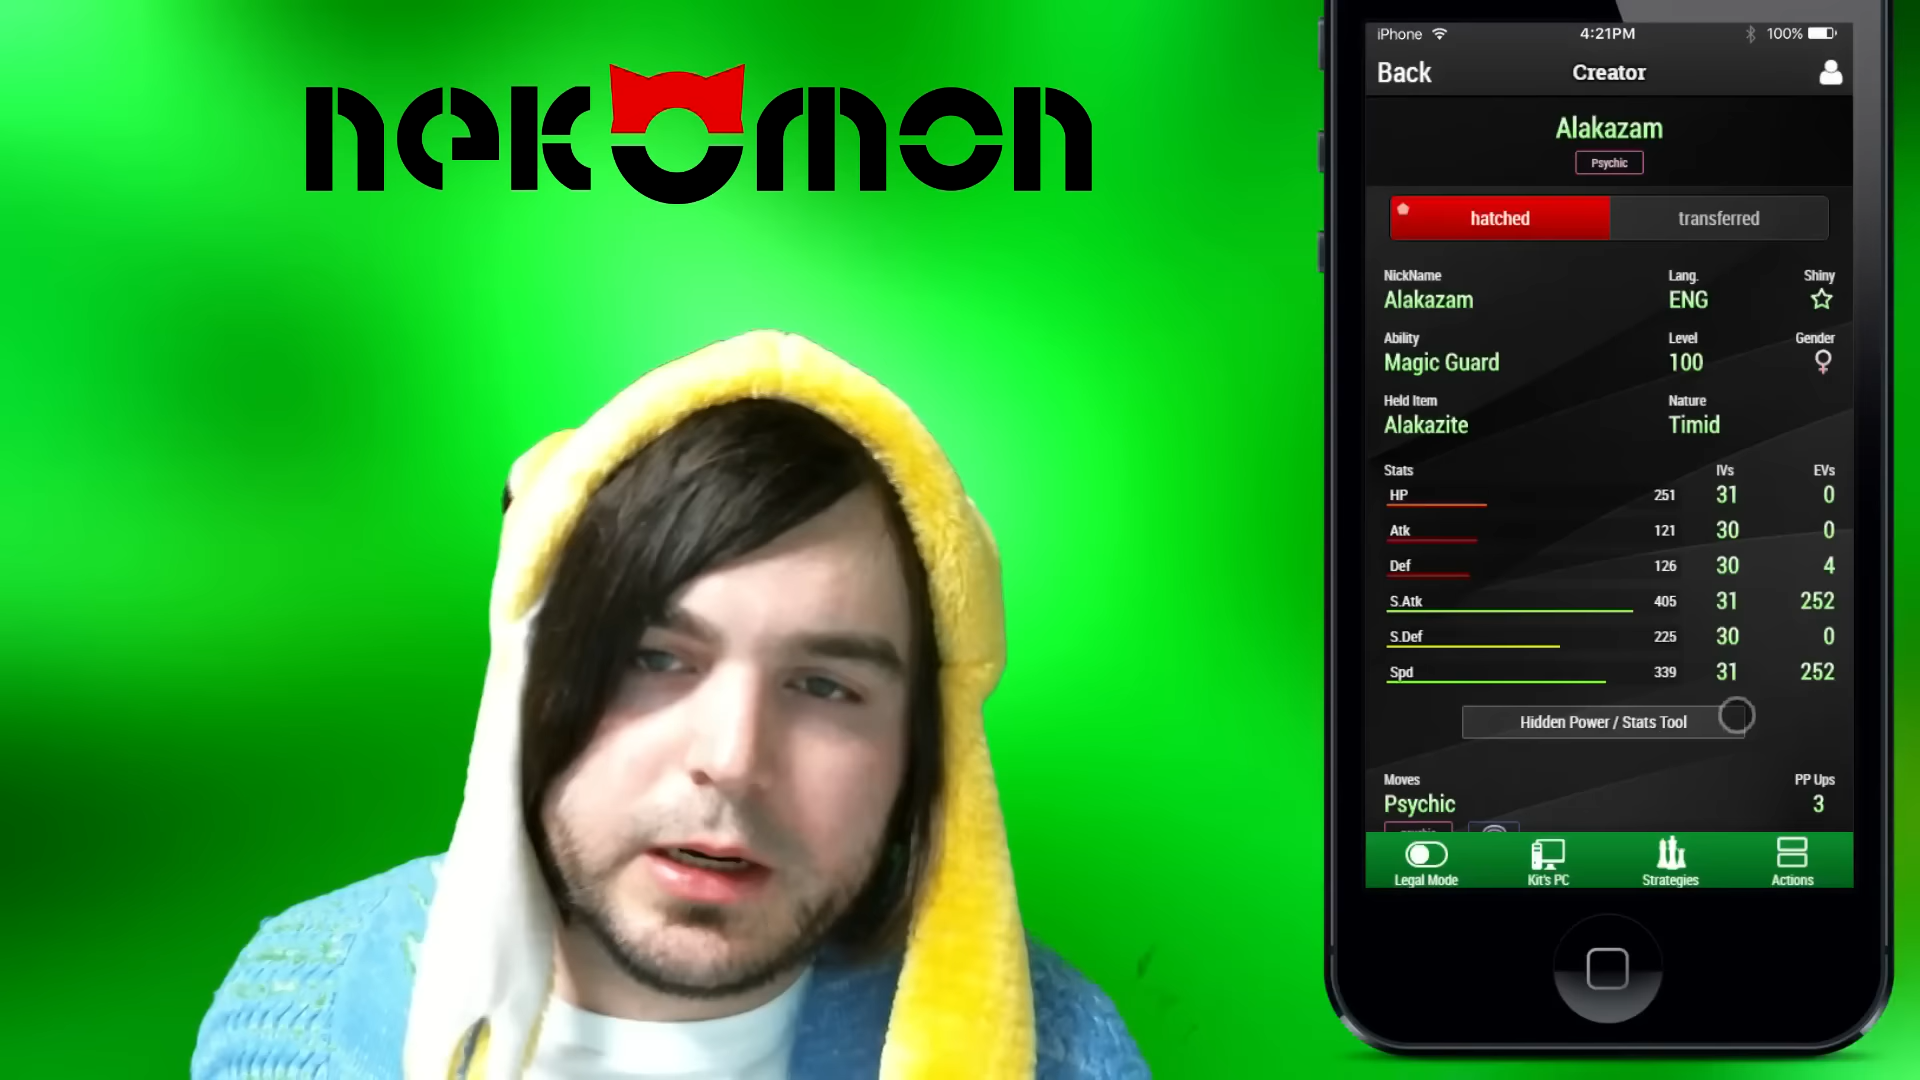 nekomon
iPhone 4:21PM 100%
Back Creator
Alakazam
Psychic
hatched transferred
NickName Lang. Shiny
Alakazam ENG
Ability Level Gender
Magic Guard 100
Held Item Nature
Alakazite Timid
Stats IVs EVs
HP 251 31 0
Atk 121 30 0
Def 126 30 4
S.Atk 405 31 252
S.Def 225 30 0
Spd 339 31 252
Hidden Power / Stats Tool
Moves PP Ups
Psychic 3
Legal Mode Kit's PC Strategies Actions